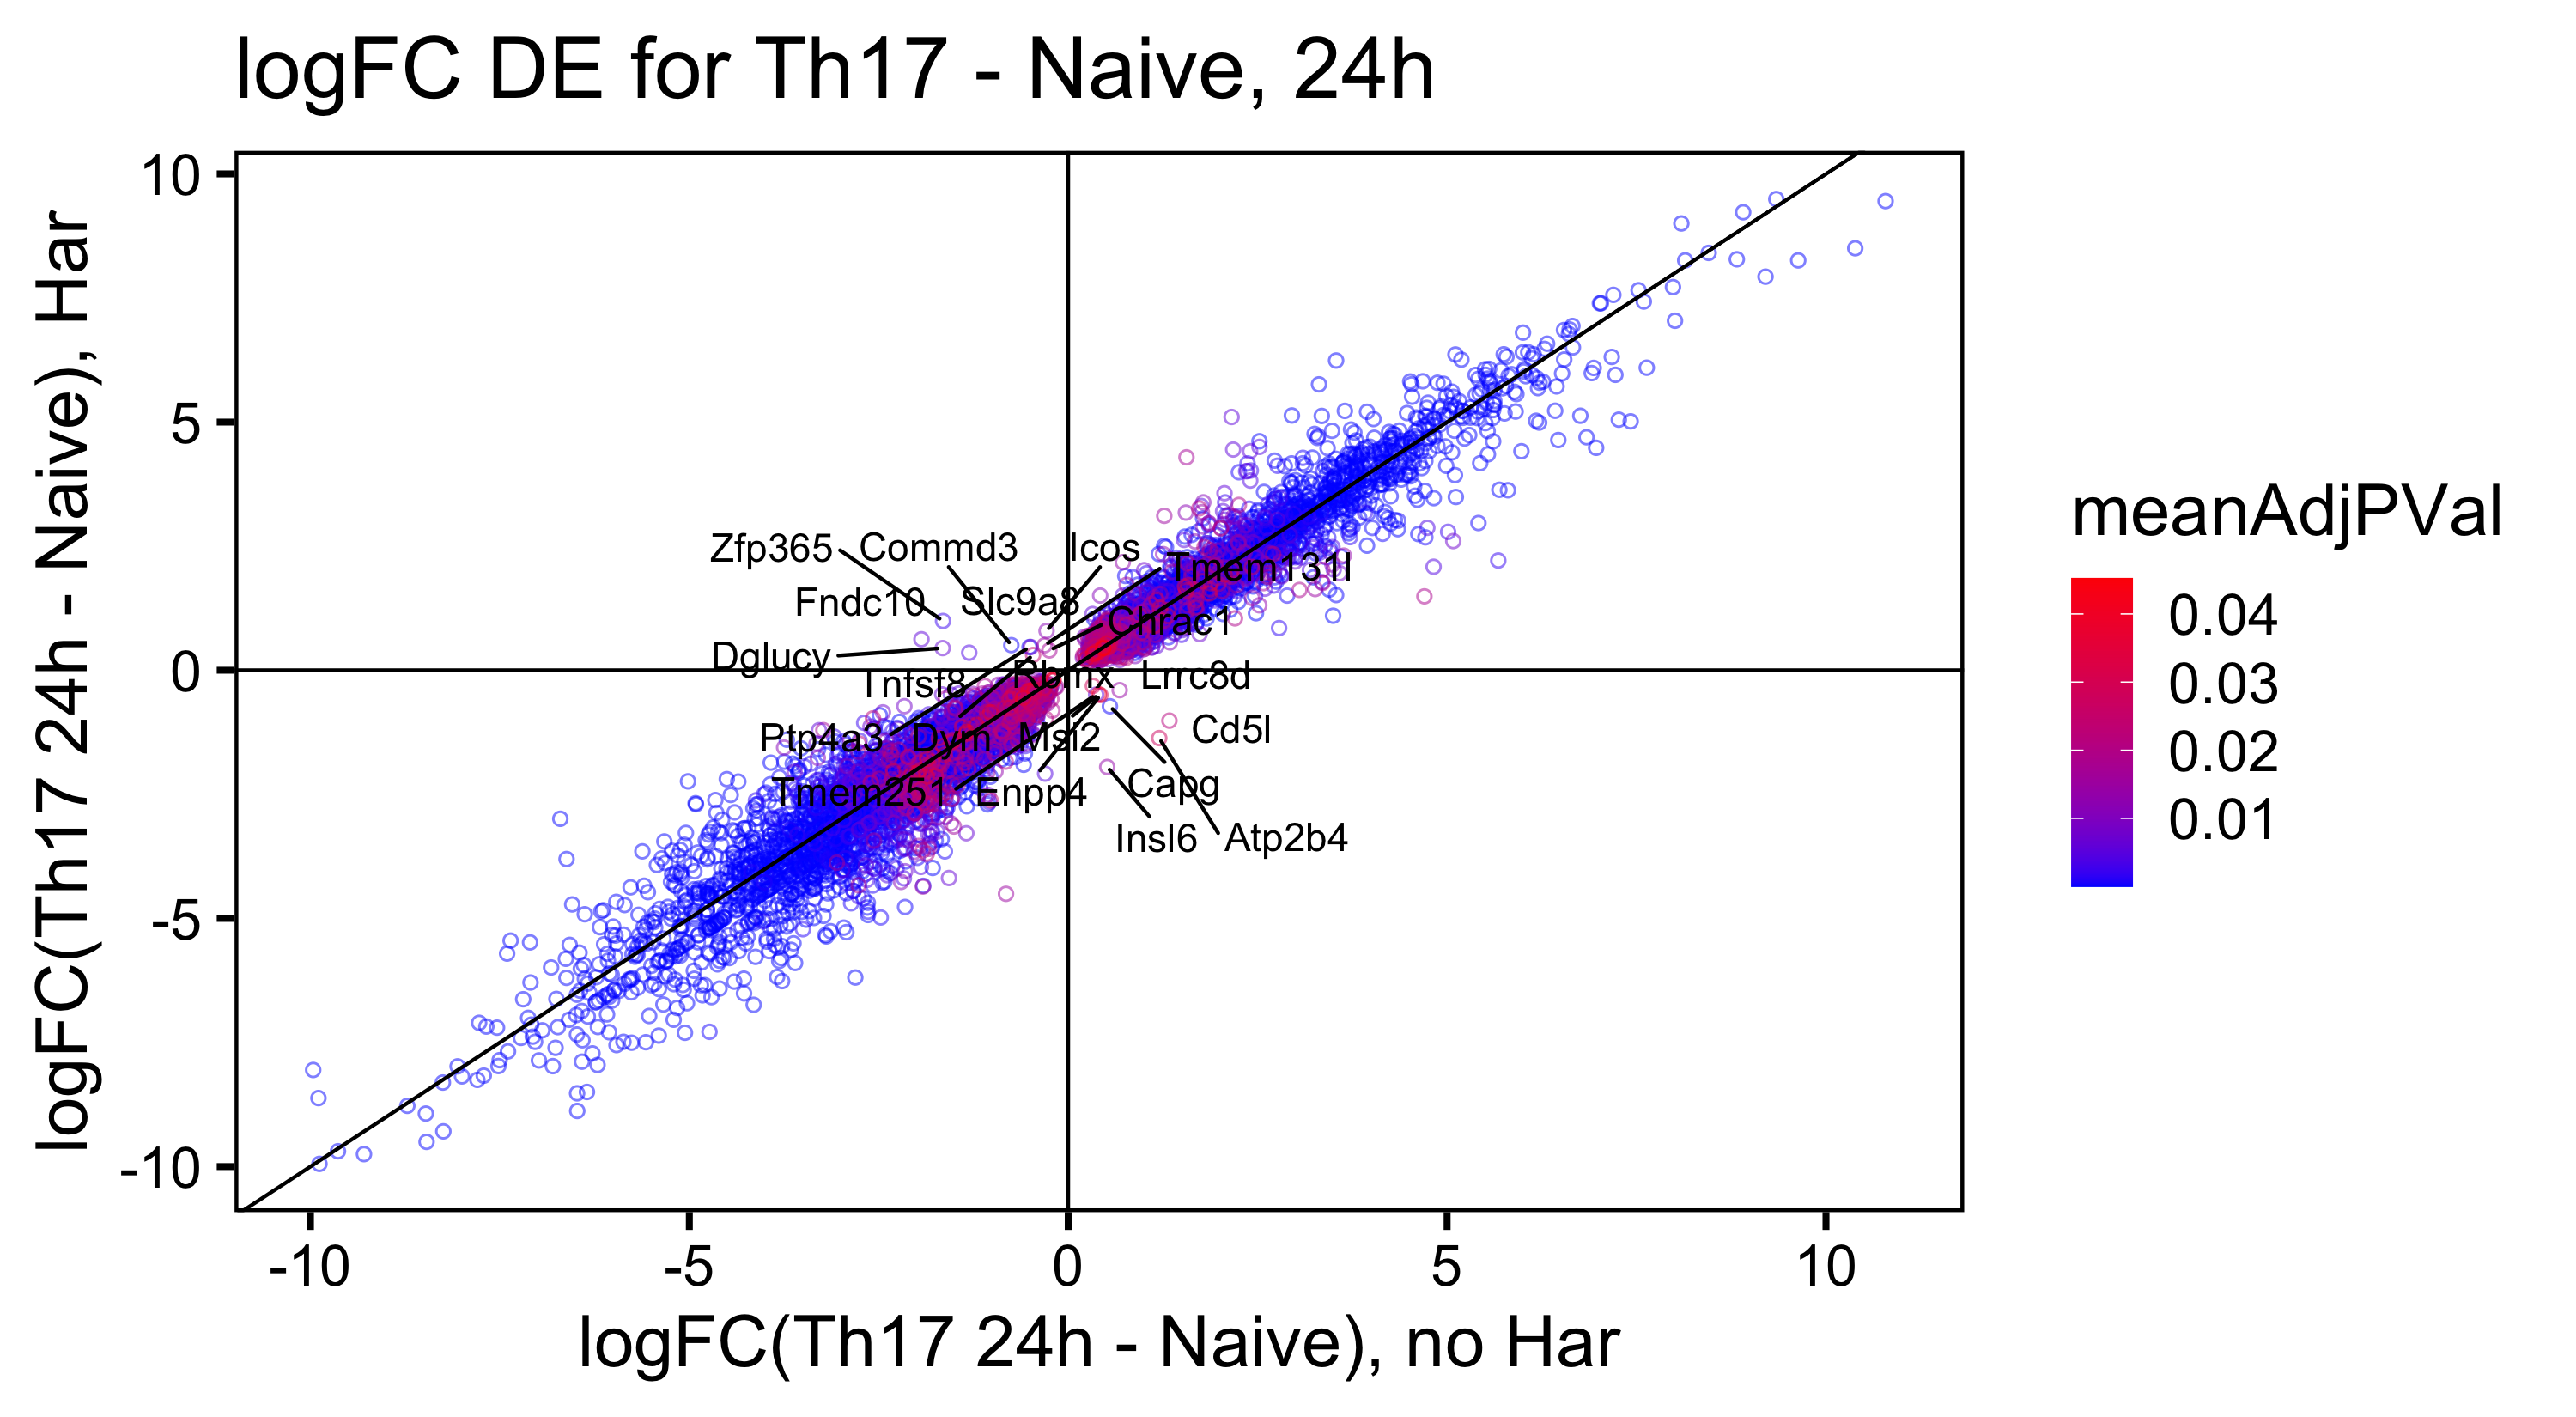 logFC DE for Th17 - Naive, 24h
logFC(Th17 24h - Naive), Har
10
5
0
-5
-10
Zfp365
Commd3
Icos
Tmem131l
Fndc10
Slc9a8
Chrac1
Dglucy
Tnfsf8
Rbmx
Lrrc8d
Ptp4a3
Dym
Msi2
Cd5l
Tmem251
Enpp4
Capg
Insl6
Atp2b4
-10
-5
0
5
10
logFC(Th17 24h - Naive), no Har
meanAdjPVal
0.04
0.03
0.02
0.01